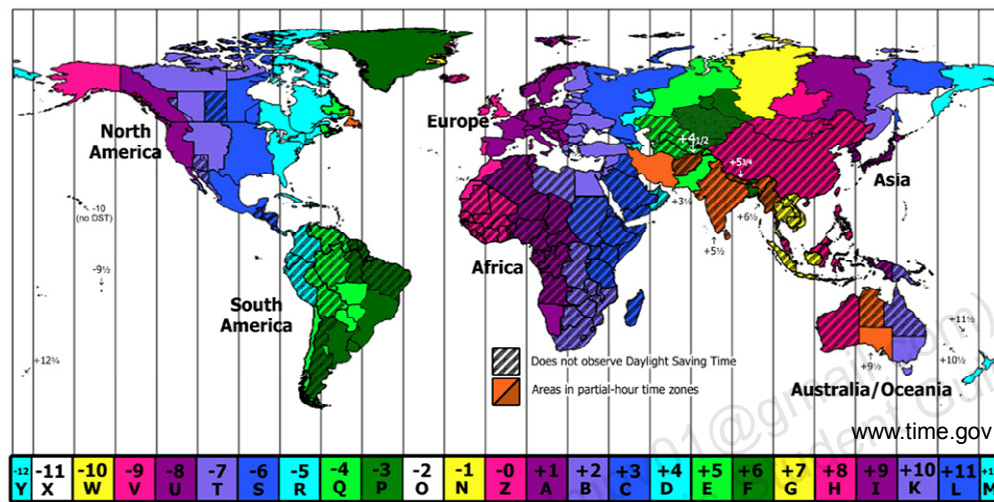 North
America
Europe
+4 1/2
+5 3/4
Asia
-10
(no DST)
+3½
+6½
+5½
-9½
Africa
South
America
+11½
+10½
+12¾
Does not observe Daylight Saving Time
Areas in partial-hour time zones
+9½
Australia/Oceania
01@gmail.com)
www.time.gov
-12 -11 -10 -9 -8 -7 -6 -5 -4 -3 -2 -1 -0 +1 +2 +3 +4 +5 +6 +7 +8 +9 +10 +11
Y X W V U T S R Q P O N Z A B C D E F G H I K L M